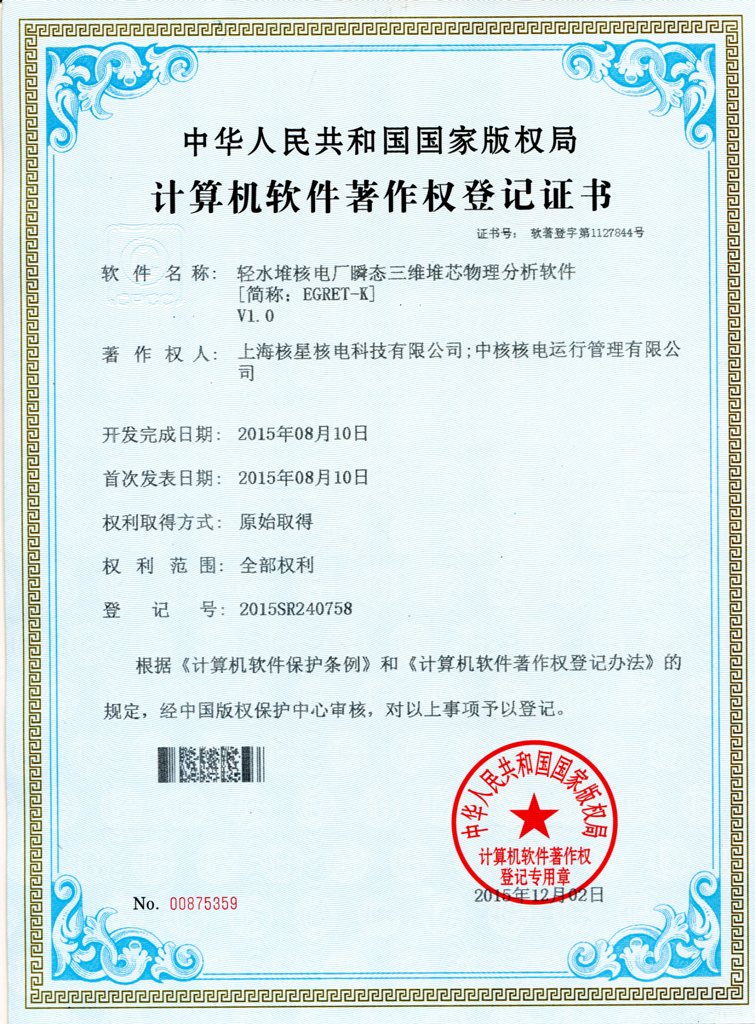 中华人民共和国国家版权局
计算机软件著作权登记证书
证书号： 软著登字第1127844号
软件名称： 轻水堆核电厂瞬态三维堆芯物理分析软件
[简称：EGRET-K]
V1.0
著作权人： 上海核星核电科技有限公司;中核核电运行管理有限公
司
开发完成日期： 2015年08月10日
首次发表日期： 2015年08月10日
权利取得方式： 原始取得
权利范围： 全部权利
登记号： 2015SR240758
根据《计算机软件保护条例》和《计算机软件著作权登记办法》的
规定，经中国版权保护中心审核，对以上事项予以登记。
中华人民共和国国家版权局
计算机软件著作权
登记专用章
2015年12月02日
No. 00875359